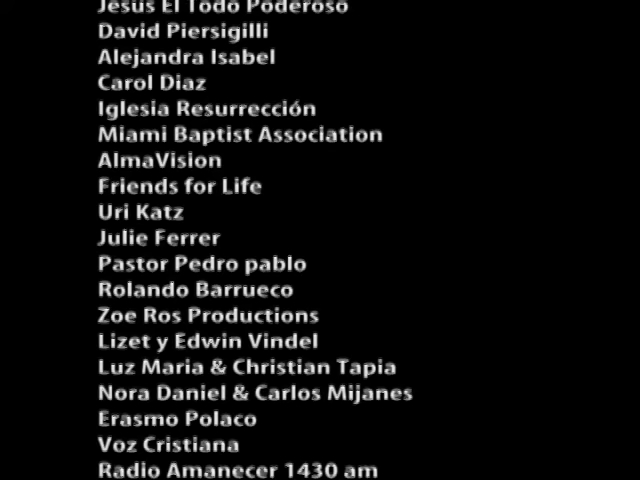 Jesus El Todo Poderoso
David Piersigilli
Alejandra Isabel
Carol Diaz
Iglesia Resurrección
Miami Baptist Association
AlmaVision
Friends for Life
Uri Katz
Julie Ferrer
Pastor Pedro pablo
Rolando Barrueco
Zoe Ros Productions
Lizet y Edwin Vindel
Luz Maria & Christian Tapia
Nora Daniel & Carlos Mijanes
Erasmo Polaco
Voz Cristiana
Radio Amanecer 1430 am